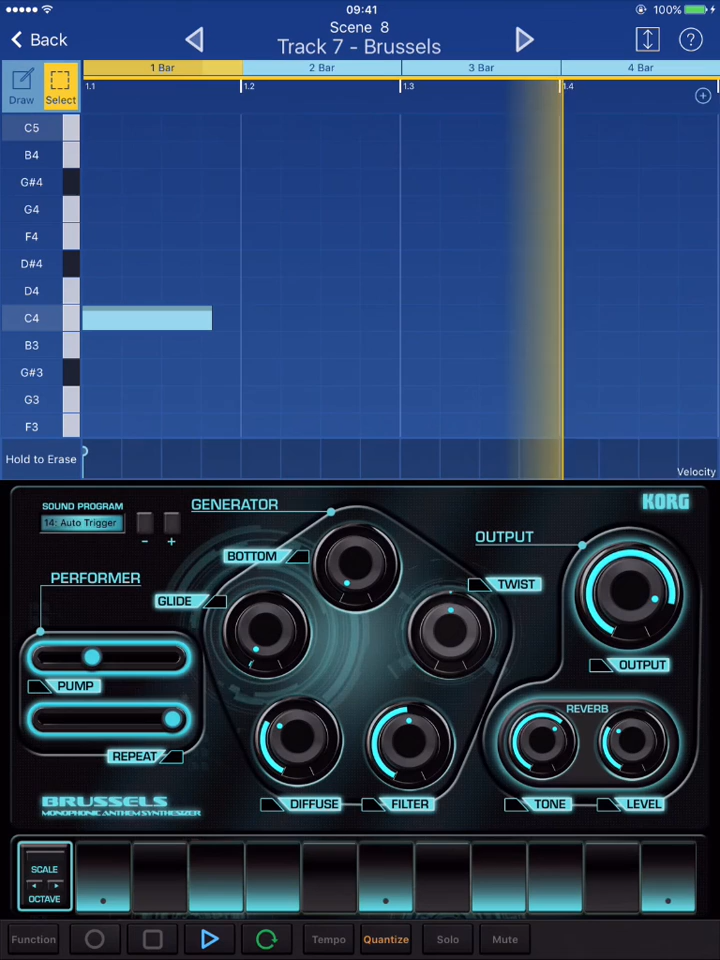 09:41
100%
Back
Scene 8
Track 7 - Brussels
?
Draw
Select
1 Bar
2 Bar
3 Bar
4 Bar
1.1
1.2
1.3
1.4
C5
B4
G#4
G4
F4
D#4
D4
C4
B3
G#3
G3
F3
Hold to Erase
Velocity
SOUND PROGRAM
14: Auto Trigger
- +
GENERATOR
KORG
BOTTOM
OUTPUT
PERFORMER
TWIST
GLIDE
OUTPUT
PUMP
REVERB
REPEAT
BRUSSELS
MONOPHONIC ANTHEM SYNTHESIZER
DIFFUSE
FILTER
TONE
LEVEL
SCALE
OCTAVE
Function
Tempo
Quantize
Solo
Mute